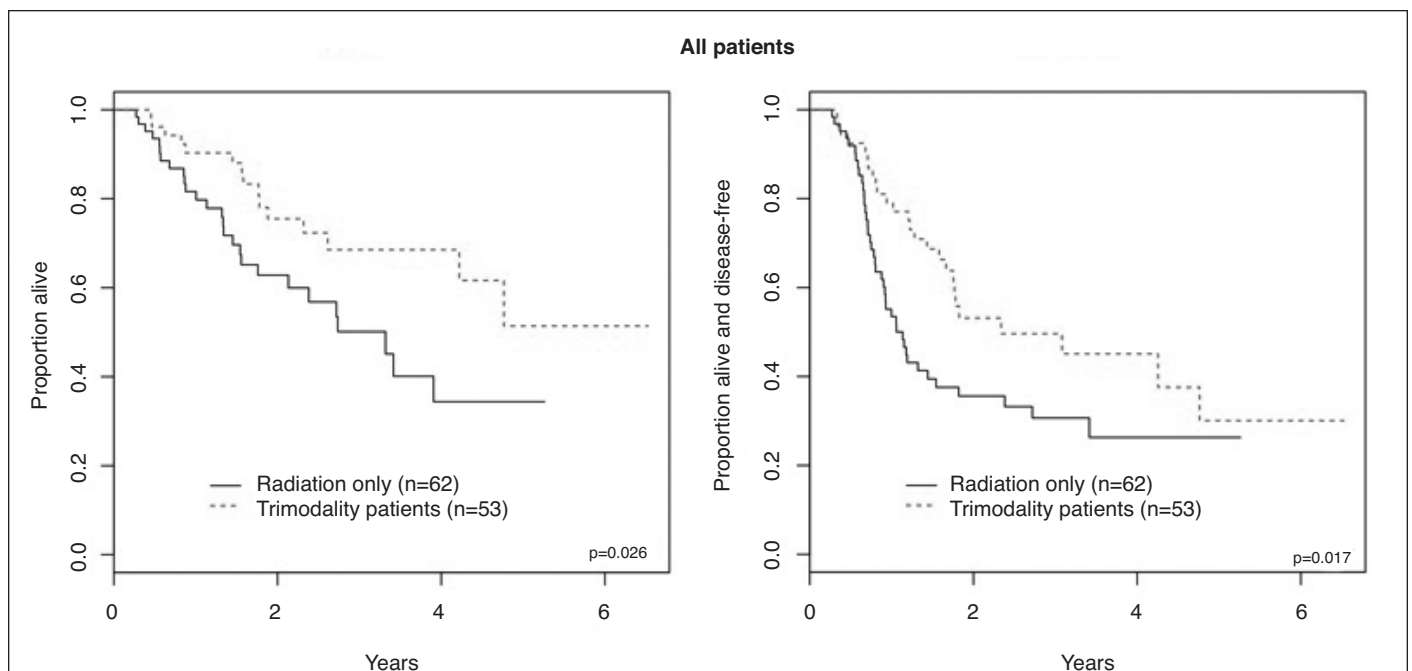 All patients
Proportion alive
1.0
0.8
0.6
0.4
0.2
0.0
Radiation only (n=62)
Trimodality patients (n=53)
p=0.026
0 2 4 6
Years
Proportion alive and disease-free
1.0
0.8
0.6
0.4
0.2
0.0
Radiation only (n=62)
Trimodality patients (n=53)
p=0.017
0 2 4 6
Years